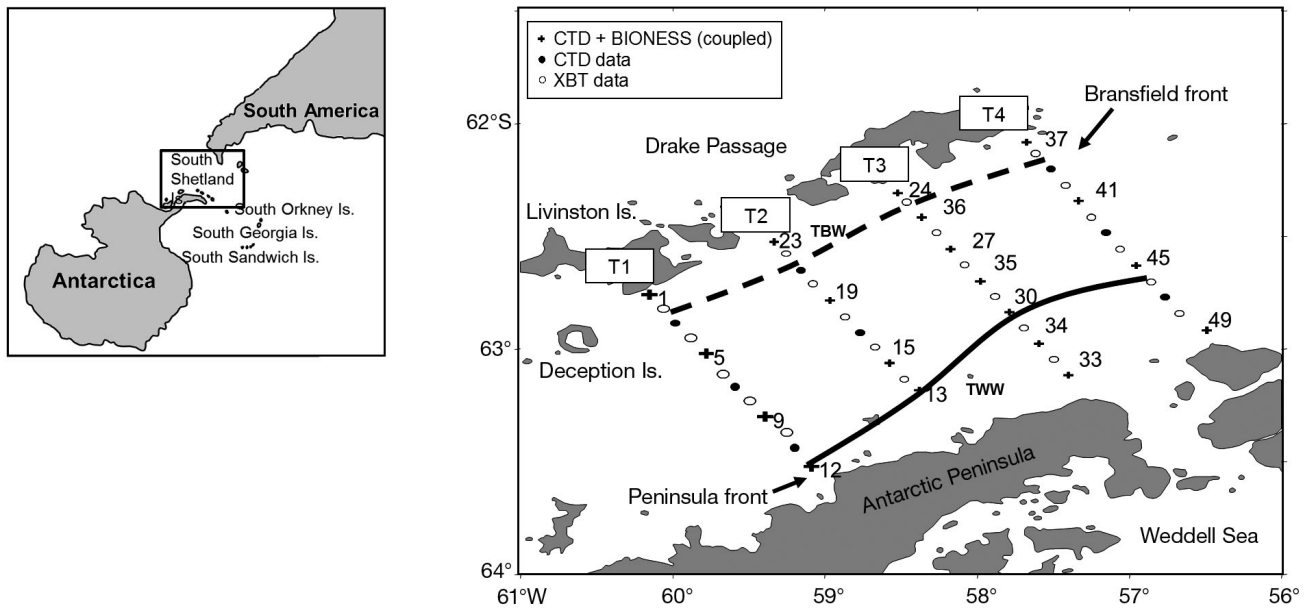 South America
South
Shetland
Is.
South Orkney Is.
South Georgia Is.
South Sandwich Is.
Antarctica
CTD + BIONESS (coupled)
CTD data
XBT data
62°S
63°
64°
61°W
60°
59°
58°
57°
56°
Drake Passage
Bransfield front
T4
37
T3
24
36
41
Livinston Is.
T2
TBW
23
27
35
45
T1
1
19
30
49
5
15
34
33
Deception Is.
13
TWW
9
12
Peninsula front
Antarctic Peninsula
Weddell Sea